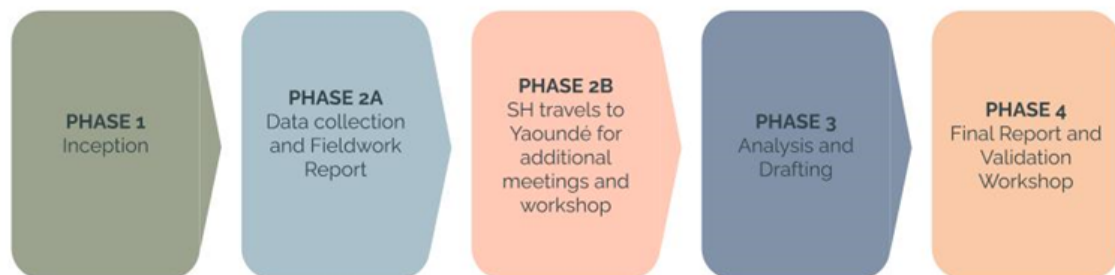 PHASE 1
Inception
PHASE 2A
Data collection
and Fieldwork
Report
PHASE 2B
SH travels to
Yaoundé for
additional
meetings and
workshop
PHASE 3
Analysis and
Drafting
PHASE 4
Final Report and
Validation
Workshop